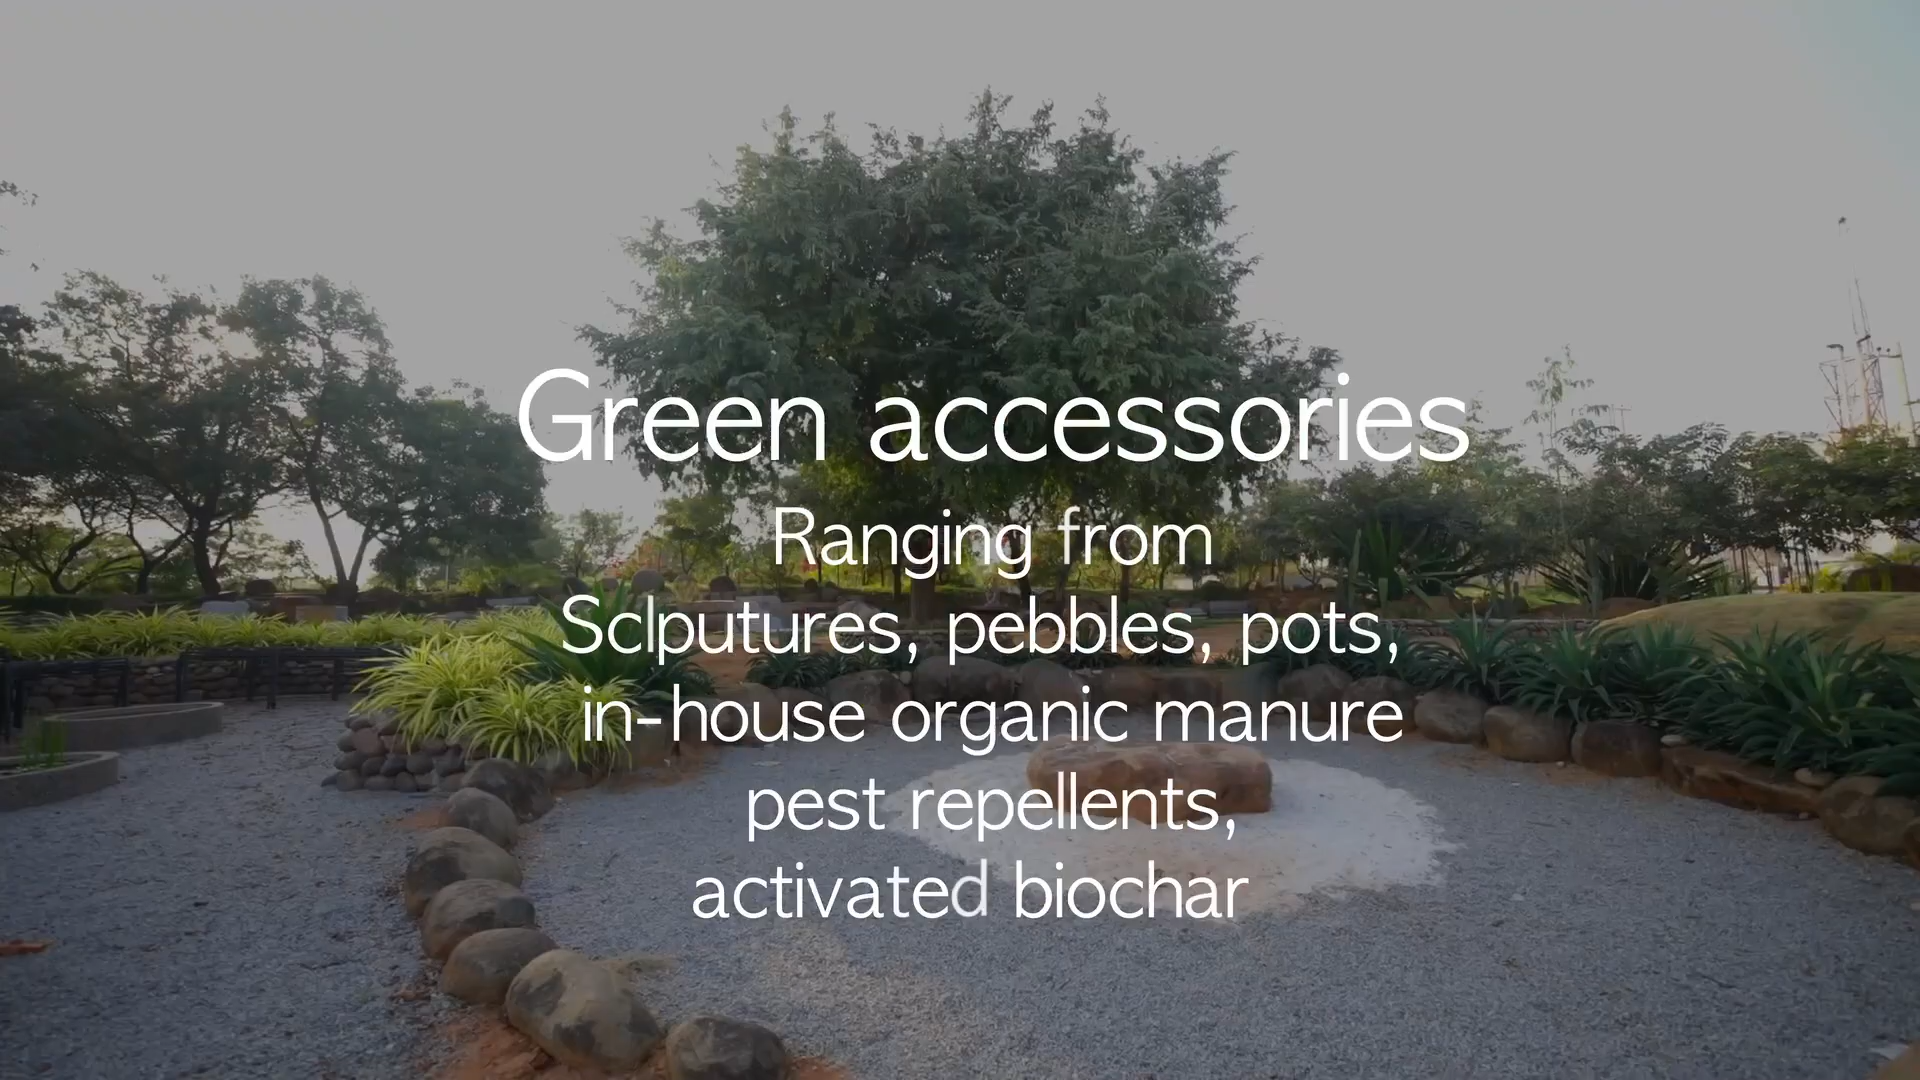 Green accessories
Ranging from
Sclputures, pebbles, pots,
in-house organic manure
pest repellents,
activated biochar